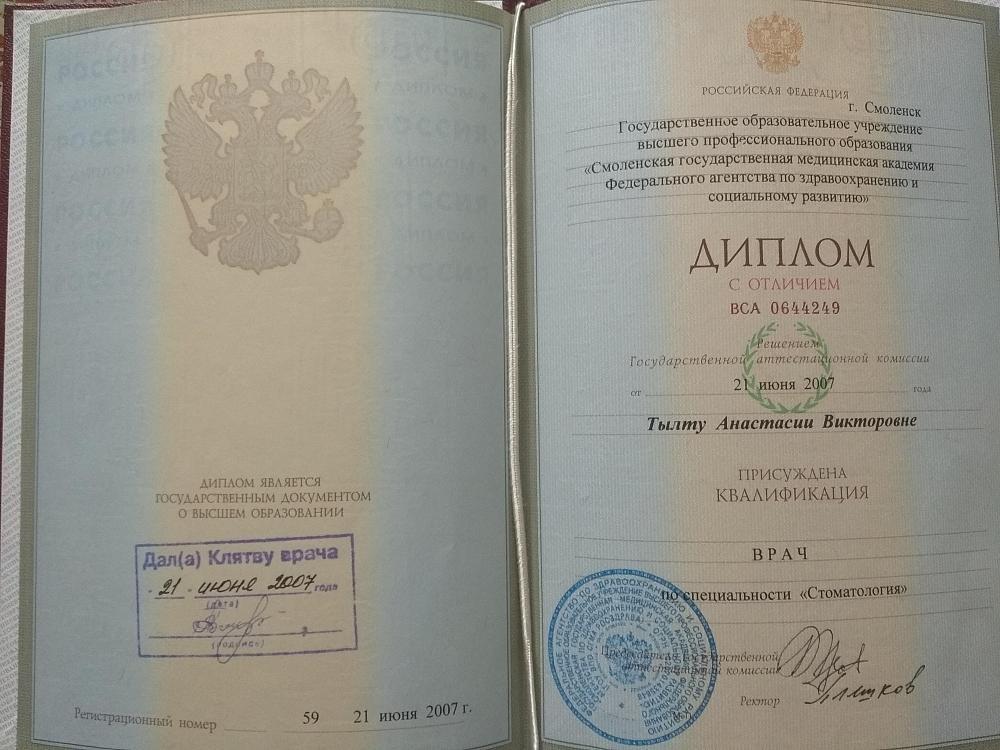 ДИПЛОМ ЯВЛЯЕТСЯ
ГОСУДАРСТВЕННЫМ ДОКУМЕНТОМ
О ВЫСШЕМ ОБРАЗОВАНИИ
Дал(а) Клятву врача
21 июня 2007 года
(дата)
(подпись)
Регистрационный номер 59 21 июня 2007 г.
РОССИЙСКАЯ ФЕДЕРАЦИЯ
г. Смоленск
Государственное образовательное учреждение
высшего профессионального образования
«Смоленская государственная медицинская академия
Федерального агентства по здравоохранению и
социальному развитию»
ДИПЛОМ
С ОТЛИЧИЕМ
ВСА 0644249
Решением
Государственной аттестационной комиссии
от 21 июня 2007 года
Тылту Анастасии Викторовне
ПРИСУЖДЕНА
КВАЛИФИКАЦИЯ
ВРАЧ
по специальности «Стоматология»
Председатель Государственной
аттестационной комиссии
Ректор